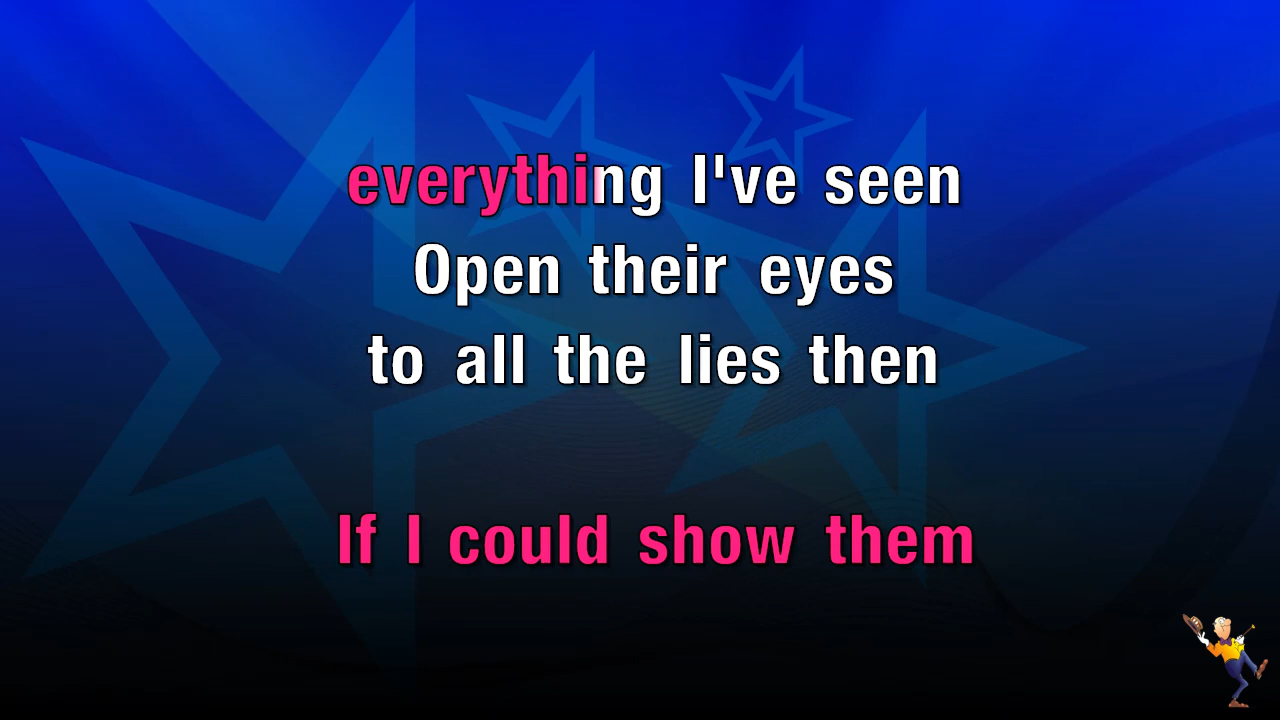 everything I've seen
Open their eyes
to all the lies then
If I could show them